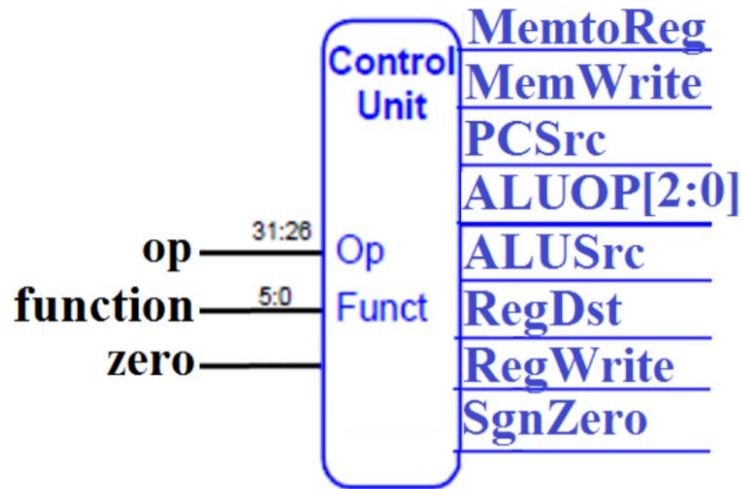 MemtoReg
Control
Unit
MemWrite
PCSrc
ALUOP[2:0]
op
31:26
Op
ALUSrc
function
5:0
Funct
RegDst
zero
RegWrite
SgnZero